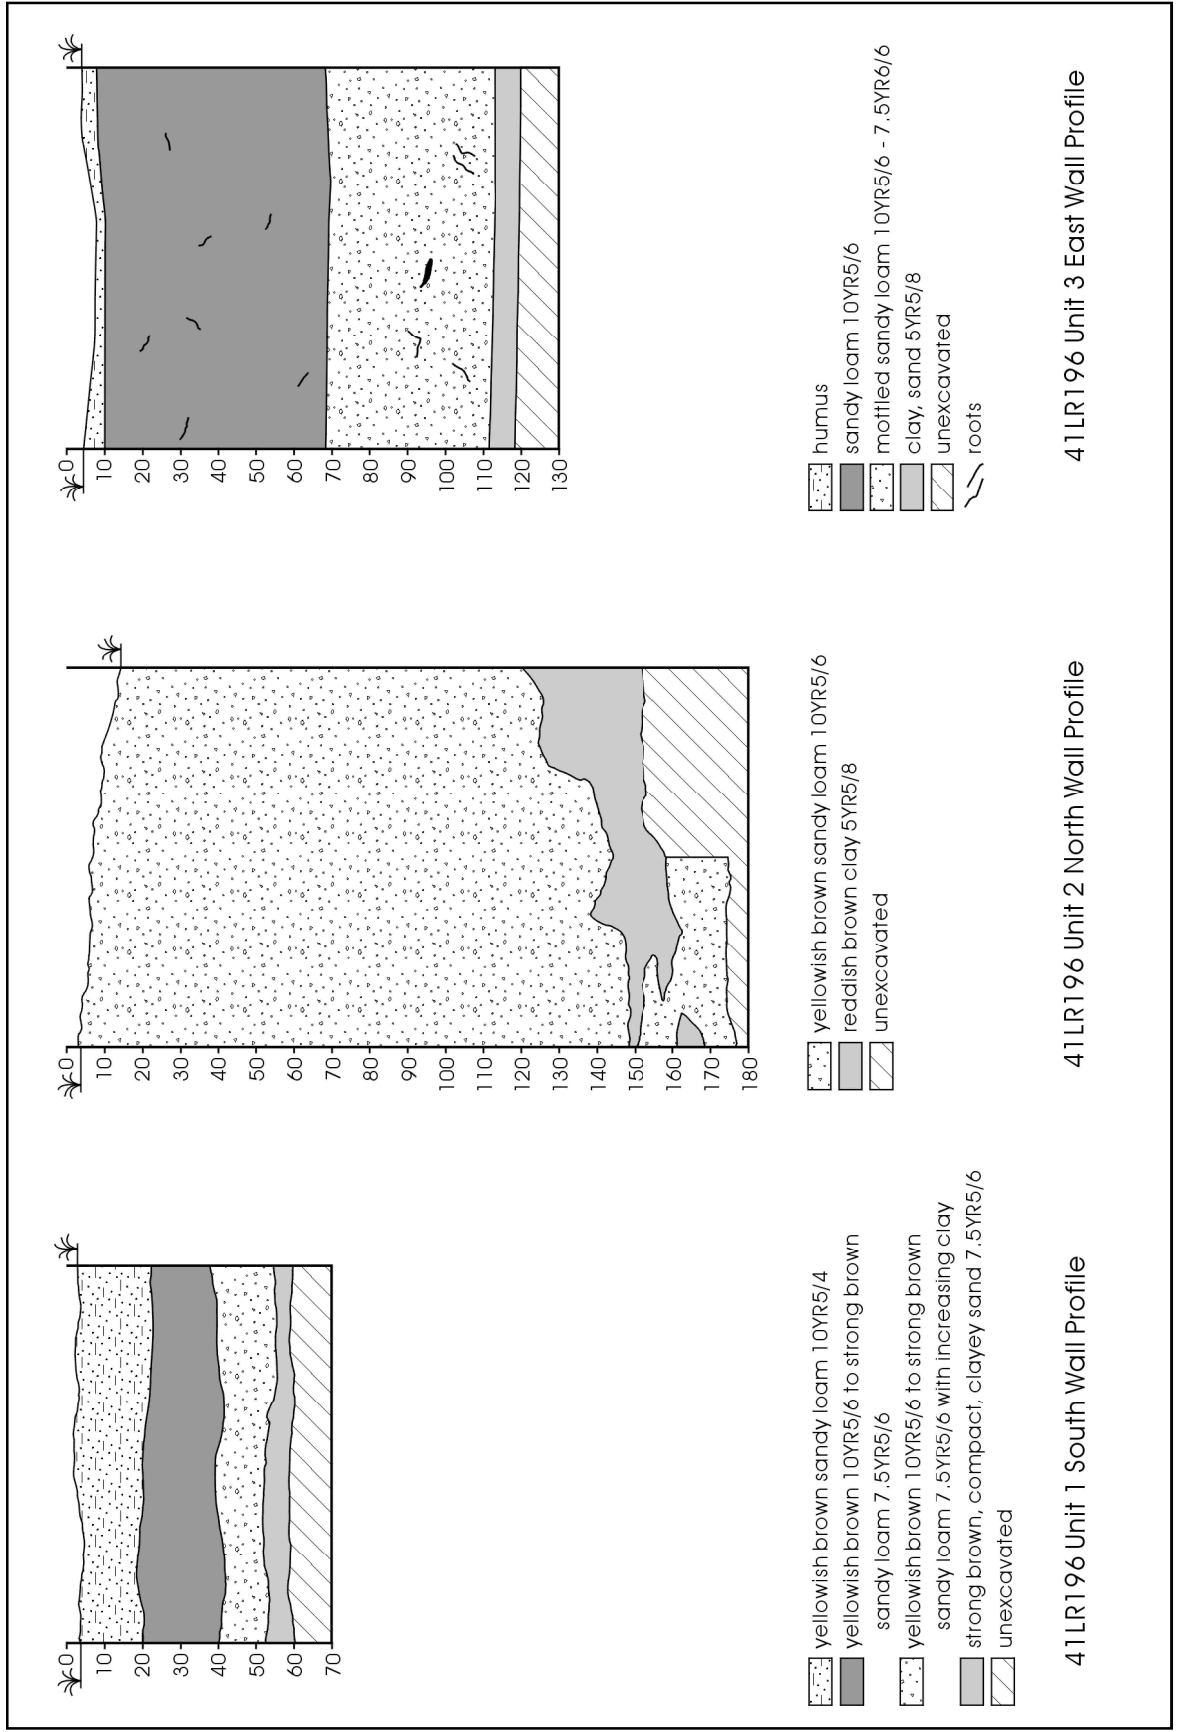 0
10
20
30
40
50
60
70
yellowish brown sandy loam 10YR5/4
yellowish brown 10YR5/6 to strong brown
sandy loam 7.5YR5/6
yellowish brown 10YR5/6 to strong brown
sandy loam 7.5YR5/6 with increasing clay
strong brown, compact, clayey sand 7.5YR5/6
unexcavated
41LR196 Unit 1 South Wall Profile
0
10
20
30
40
50
60
70
80
90
100
110
120
130
140
150
160
170
180
yellowish brown sandy loam 10YR5/6
reddish brown clay 5YR5/8
unexcavated
41LR196 Unit 2 North Wall Profile
0
10
20
30
40
50
60
70
80
90
100
110
120
130
humus
sandy loam 10YR5/6
mottled sandy loam 10YR5/6 - 7.5YR6/6
clay, sand 5YR5/8
unexcavated
roots
41LR196 Unit 3 East Wall Profile